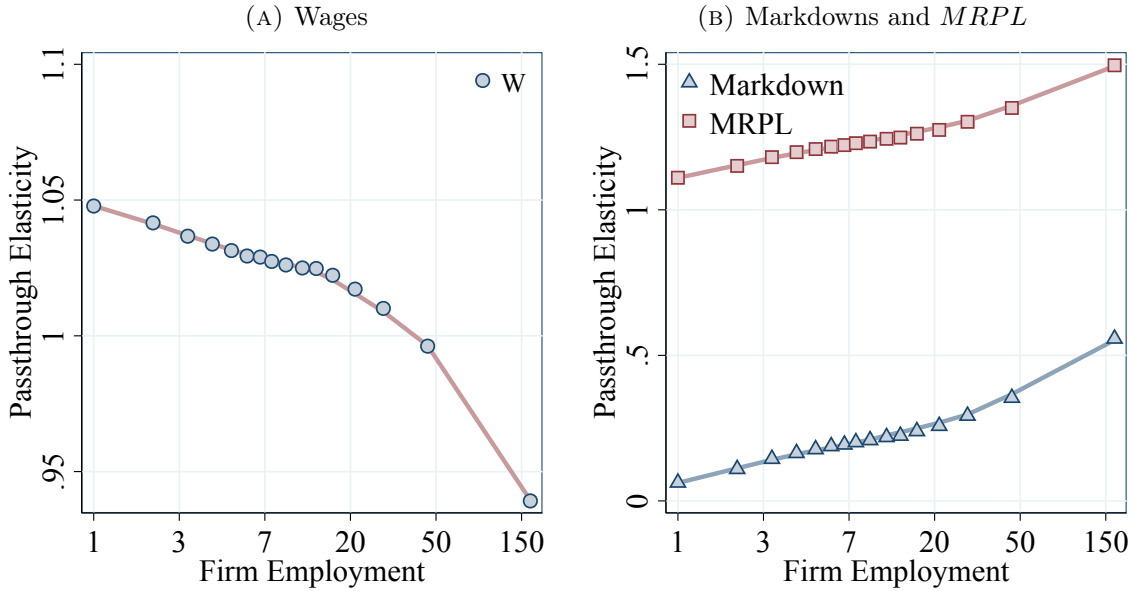 (A) Wages
Passthrough Elasticity
1.1
1.05
1
.95
W
1 3 7 20 50 150
Firm Employment
(B) Markdowns and MRPL
Passthrough Elasticity
1.5
1
.5
0
Markdown
MRPL
1 3 7 20 50 150
Firm Employment